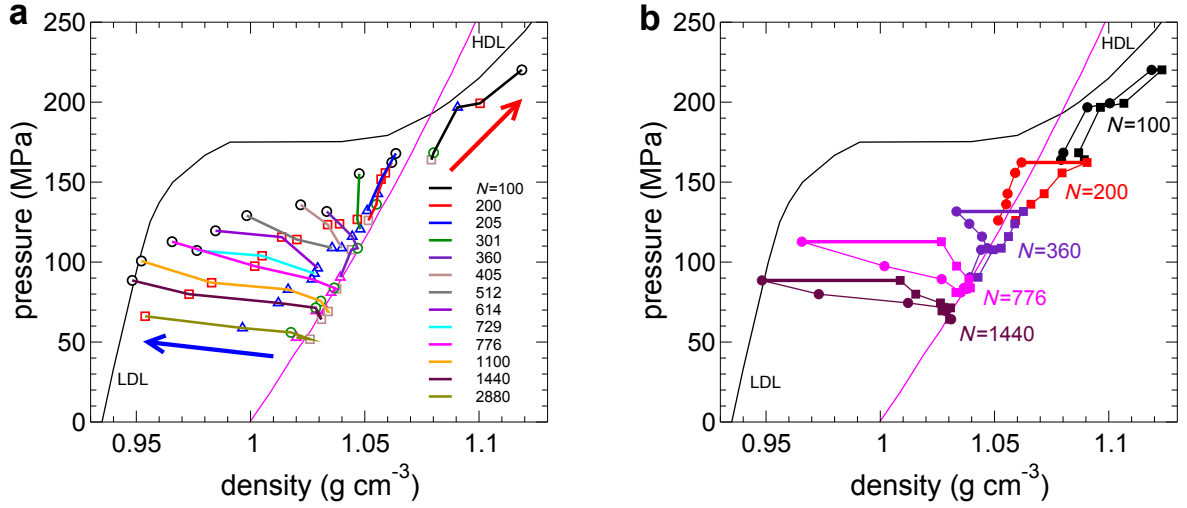 a
250
200
150
100
50
0
pressure (MPa)
HDL
LDL
N=100
200
205
301
360
405
512
614
729
776
1100
1440
2880
0.95
1
1.05
1.1
density (g cm⁻³)
b
250
200
150
100
50
0
pressure (MPa)
HDL
LDL
N=100
N=200
N=360
N=776
N=1440
0.95
1
1.05
1.1
density (g cm⁻³)